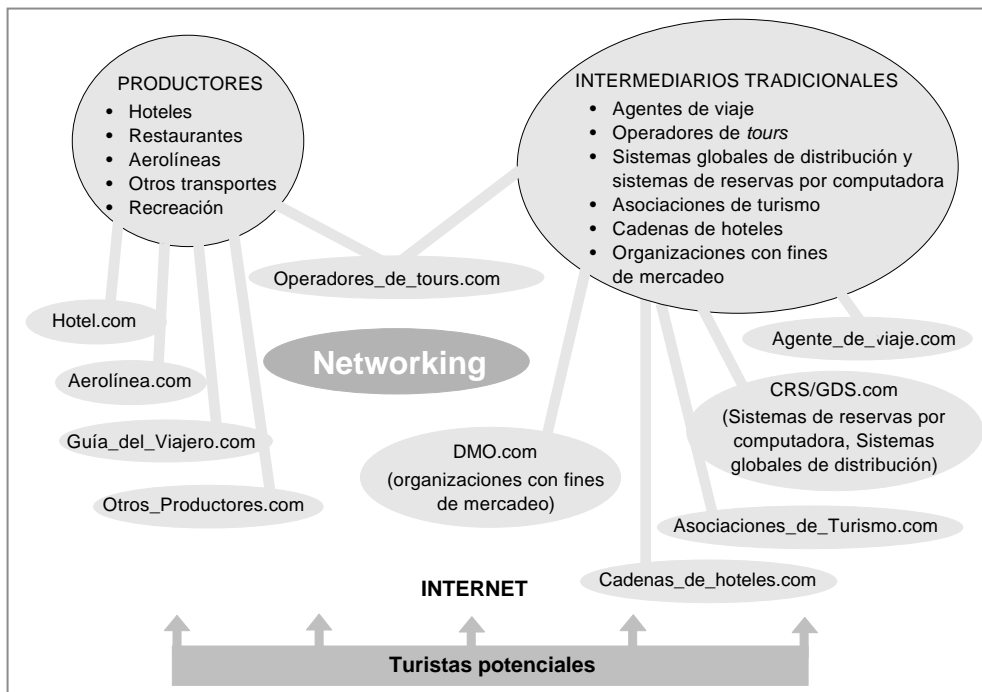 PRODUCTORES
• Hoteles
• Restaurantes
• Aerolíneas
• Otros transportes
• Recreación
INTERMEDIARIOS TRADICIONALES
• Agentes de viaje
• Operadores de tours
• Sistemas globales de distribución y
sistemas de reservas por computadora
• Asociaciones de turismo
• Cadenas de hoteles
• Organizaciones con fines
de mercadeo
Operadores_de_tours.com
Hotel.com
Networking
Agente_de_viaje.com
Aerolínea.com
CRS/GDS.com
(Sistemas de reservas por
computadora, Sistemas
globales de distribución)
Guía_del_Viajero.com
DMO.com
(organizaciones con fines
de mercadeo)
Otros_Productores.com
Asociaciones_de_Turismo.com
Cadenas_de_hoteles.com
INTERNET
Turistas potenciales